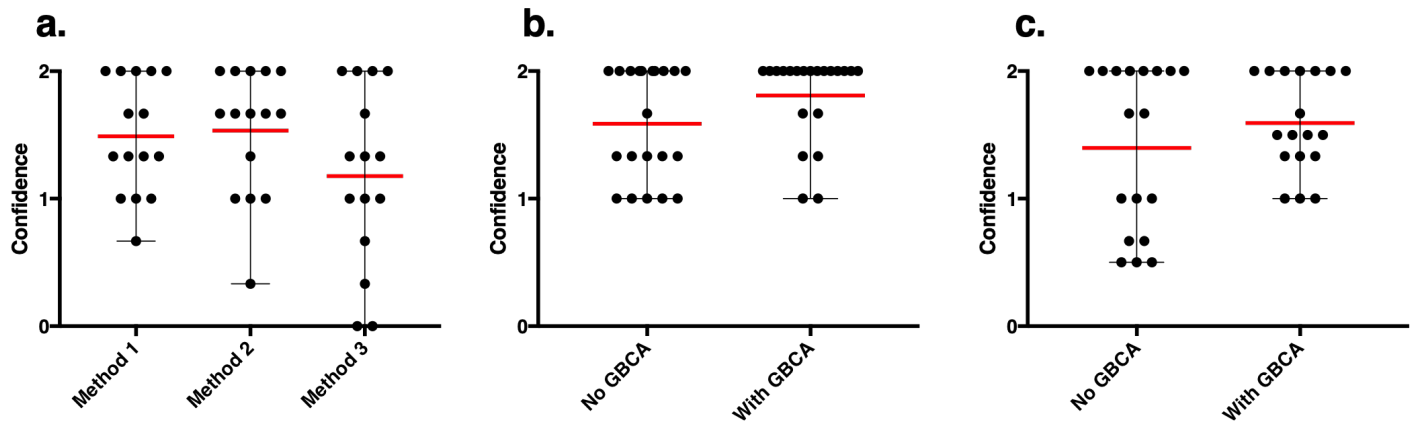 a.
Confidence
2
1
0
Method 1
Method 2
Method 3
b.
Confidence
2
1
0
No GBCA
With GBCA
c.
Confidence
2
1
0
No GBCA
With GBCA